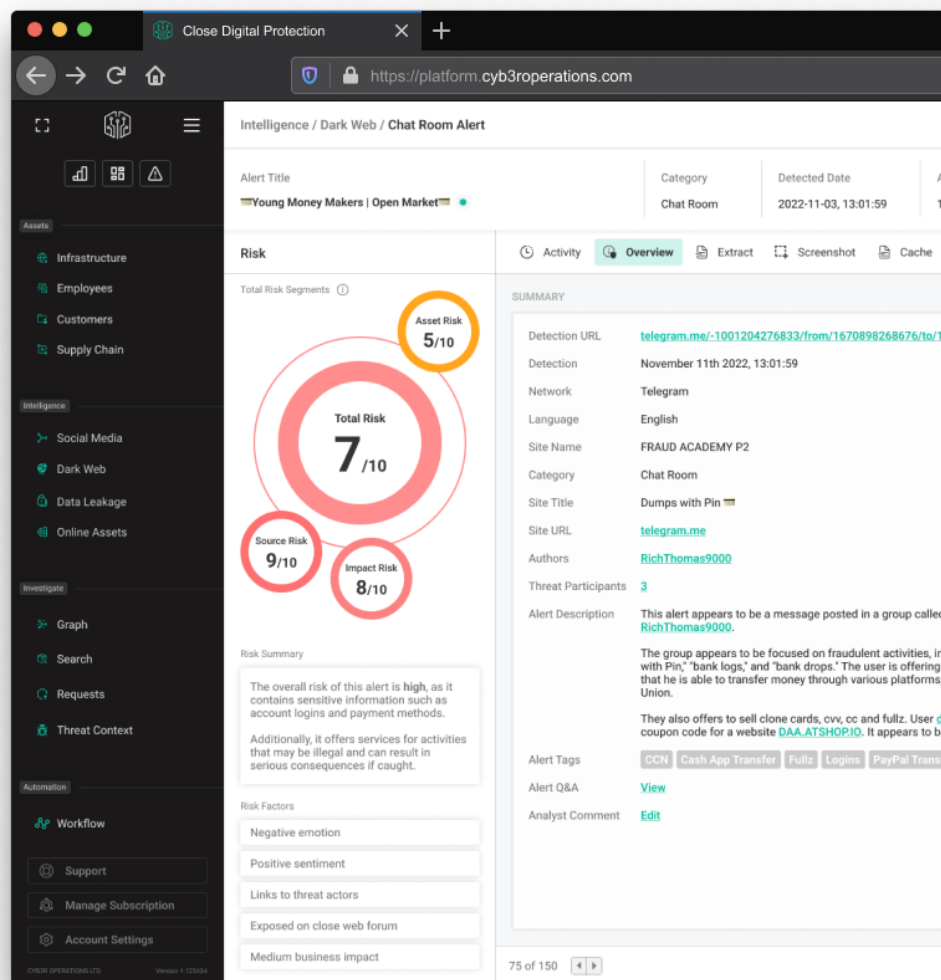 Close Digital Protection
https://platform.cyb3roperations.com
Intelligence / Dark Web / Chat Room Alert
Alert Title
Young Money Makers | Open Market
Category
Chat Room
Detected Date
2022-11-03, 13:01:59
Assets
Infrastructure
Employees
Customers
Supply Chain
Intelligence
Social Media
Dark Web
Data Leakage
Online Assets
Investigate
Graph
Search
Requests
Threat Context
Automation
Workflow
Support
Manage Subscription
Account Settings
CYB3R OPERATIONS LTD
Version 1.123434
Risk
Total Risk Segments
Asset Risk
5/10
Total Risk
7/10
Source Risk
9/10
Impact Risk
8/10
Risk Summary
The overall risk of this alert is high, as it
contains sensitive information such as
account logins and payment methods.
Additionally, it offers services for activities
that may be illegal and can result in
serious consequences if caught.
Risk Factors
Negative emotion
Positive sentiment
Links to threat actors
Exposed on close web forum
Medium business impact
Activity
Overview
Extract
Screenshot
Cache
SUMMARY
Detection URL telegram.me/-1001204276833/from/1670898268676/to/1
Detection November 11th 2022, 13:01:59
Network Telegram
Language English
Site Name FRAUD ACADEMY P2
Category Chat Room
Site Title Dumps with Pin
Site URL telegram.me
Authors RichThomas9000
Threat Participants 3
Alert Description This alert appears to be a message posted in a group called
RichThomas9000.
The group appears to be focused on fraudulent activities, in
with Pin," "bank logs," and "bank drops." The user is offering
that he is able to transfer money through various platforms,
Union.
They also offers to sell clone cards, cvv, cc and fullz. User
coupon code for a website DAA.ATSHOP.IO. It appears to b
Alert Tags CCN Cash App Transfer Fullz Logins PayPal Trans
Alert Q&A View
Analyst Comment Edit
75 of 150